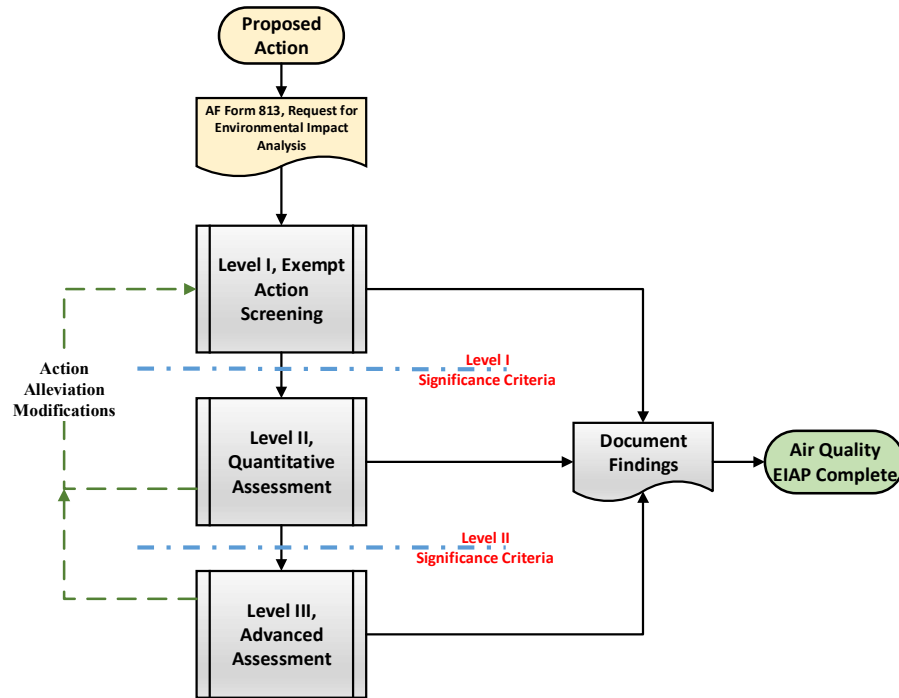 Proposed
Action
AF Form 813, Request for
Environmental Impact
Analysis
Level I, Exempt
Action
Screening
Level I
Significance Criteria
Action
Alleviation
Modifications
Level II,
Quantitative
Assessment
Document
Findings
Air Quality
EIAP Complete
Level II
Significance Criteria
Level III,
Advanced
Assessment